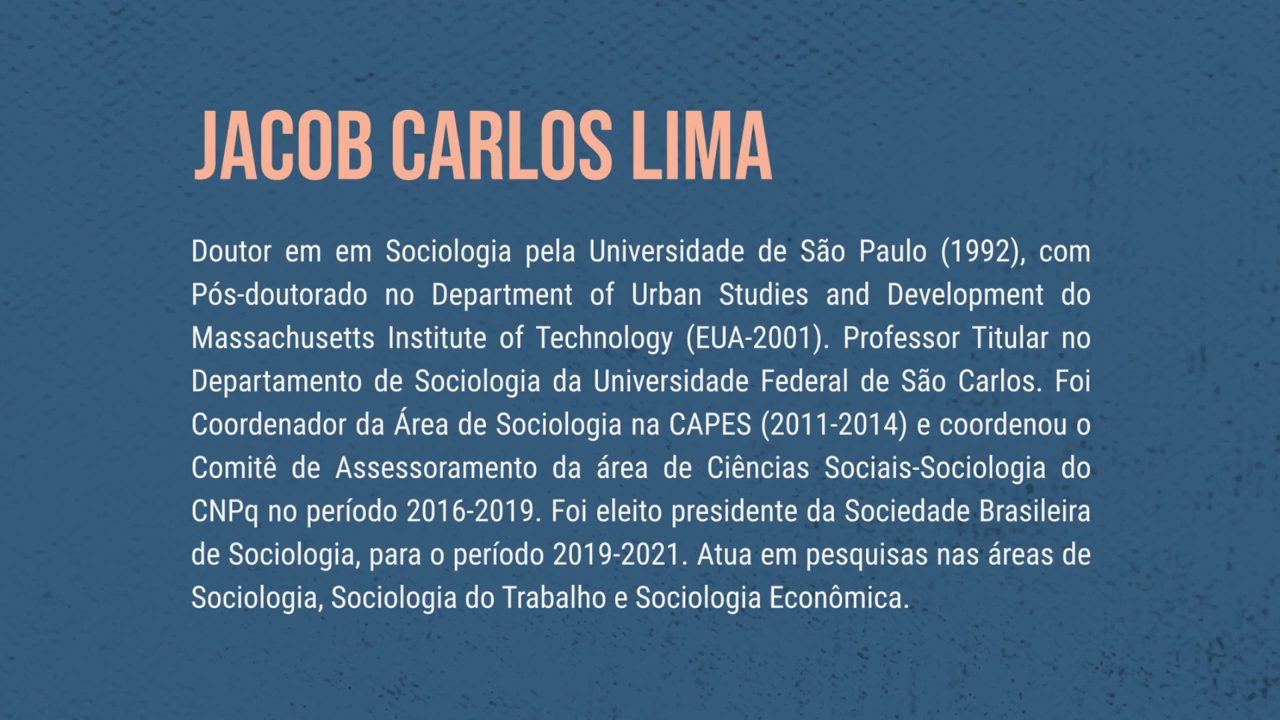 JACOB CARLOS LIMA
Doutor em em Sociologia pela Universidade de São Paulo (1992), com
Pós-doutorado no Department of Urban Studies and Development do
Massachusetts Institute of Technology (EUA-2001). Professor Titular no
Departamento de Sociologia da Universidade Federal de São Carlos. Foi
Coordenador da Área de Sociologia na CAPES (2011-2014) e coordenou o
Comitê de Assessoramento da área de Ciências Sociais-Sociologia do
CNPq no período 2016-2019. Foi eleito presidente da Sociedade Brasileira
de Sociologia, para o período 2019-2021. Atua em pesquisas nas áreas de
Sociologia, Sociologia do Trabalho e Sociologia Econômica.